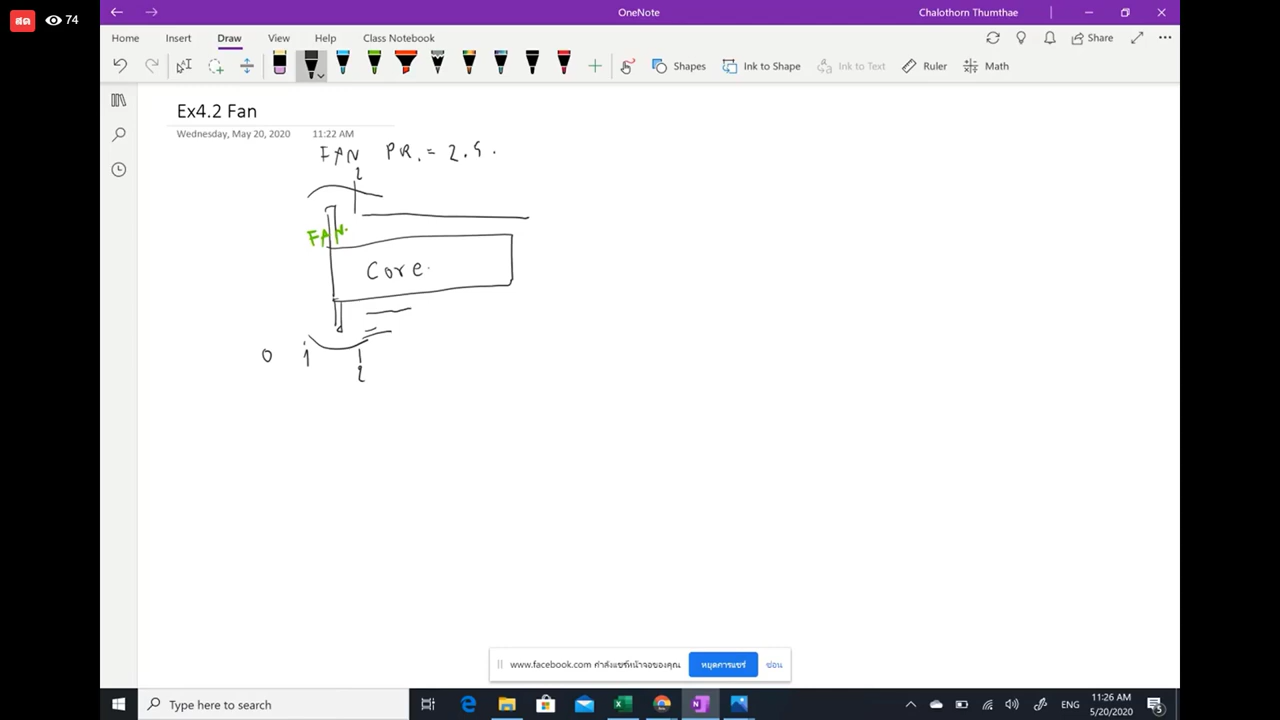 สด 74
OneNote
Chalothorn Thumthae
Home Insert Draw View Help Class Notebook
Share
Shapes Ink to Shape Ink to Text Ruler Math
Ex4.2 Fan
Wednesday, May 20, 2020 11:22 AM
FAN PR. = 2.5.
2
FAN.
Core.
0 1
2
www.facebook.com กำลังแชร์หน้าจอของคุณ หยุดการแชร์ ซ่อน
Type here to search
ENG
11:26 AM
5/20/2020
5